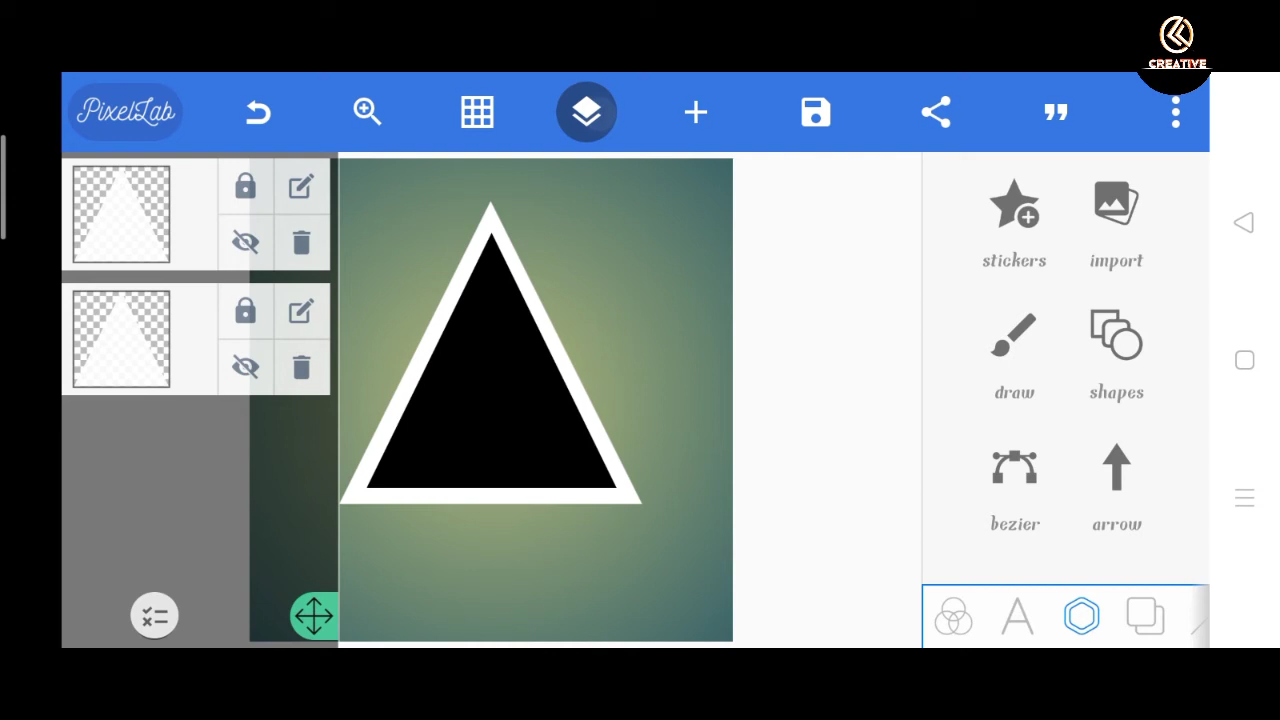 CREATIVE
PixelLab
stickers
import
draw
shapes
bezier
arrow